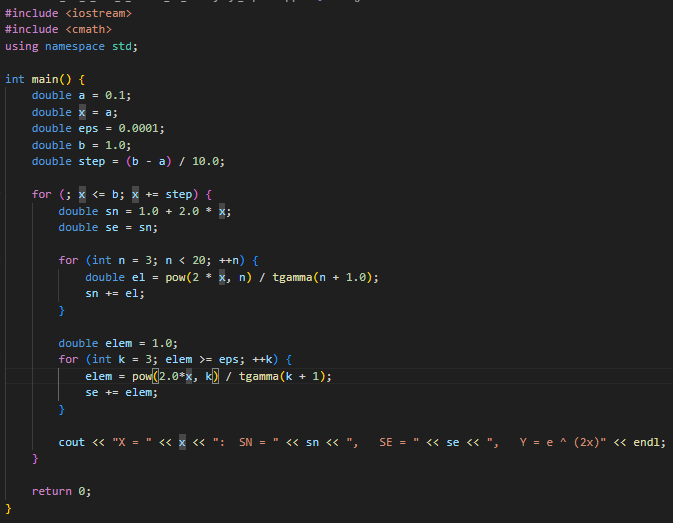 #include <iostream>
#include <cmath>
using namespace std;
int main() {
double a = 0.1;
double x = a;
double eps = 0.0001;
double b = 1.0;
double step = (b - a) / 10.0;
for (; x <= b; x += step) {
double sn = 1.0 + 2.0 * x;
double se = sn;
for (int n = 3; n < 20; ++n) {
double el = pow(2 * x, n) / tgamma(n + 1.0);
sn += el;
}
double elem = 1.0;
for (int k = 3; elem >= eps; ++k) {
elem = pow(2.0*x, k) / tgamma(k + 1);
se += elem;
}
cout << "X = " << x << ":  SN = " << sn << ",   SE = " << se << ",   Y = e ^ (2x)" << endl;
}
return 0;
}